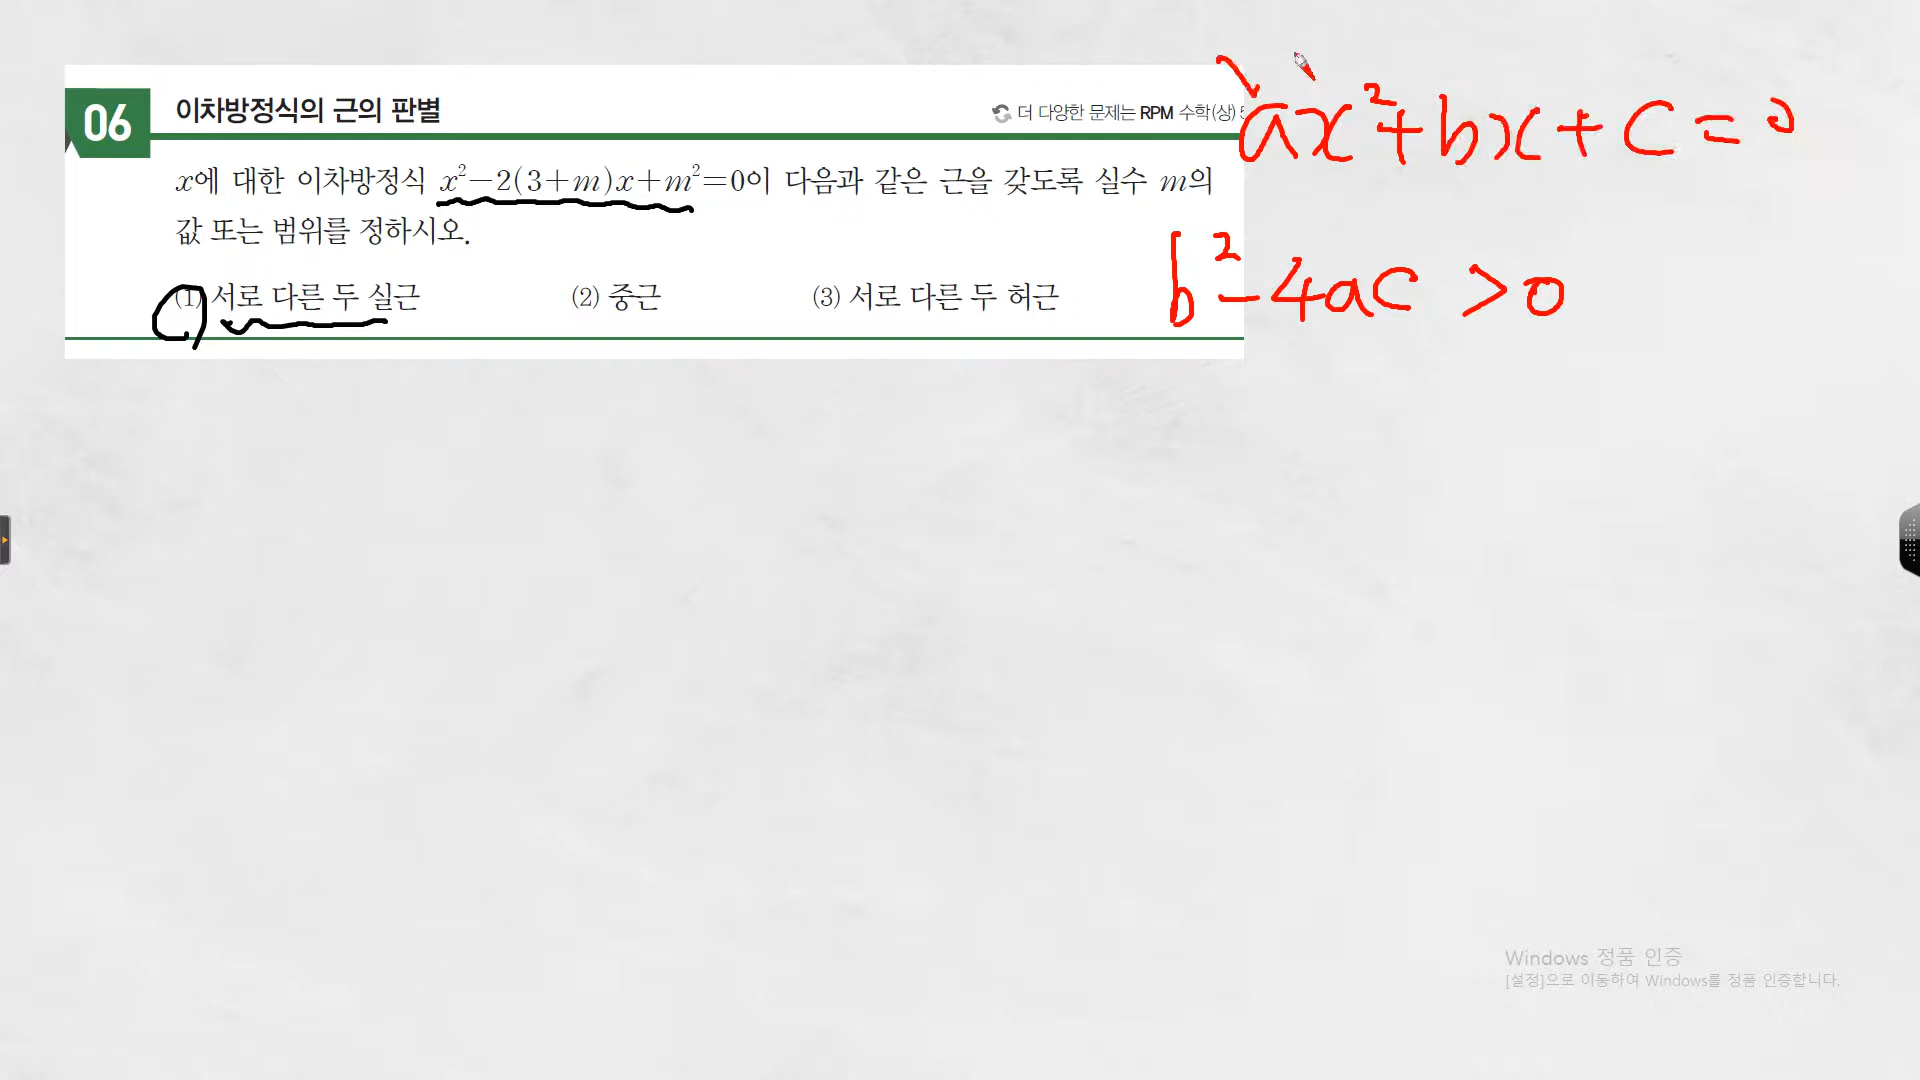 06 이차방정식의 근의 판별
더 다양한 문제는 RPM 수학(상)
x에 대한 이차방정식 x²-2(3+m)x+m²=0이 다음과 같은 근을 갖도록 실수 m의
값 또는 범위를 정하시오.
(1) 서로 다른 두 실근 (2) 중근 (3) 서로 다른 두 허근
ax²+bx+c=0
b²-4ac>0
Windows 정품 인증
[설정]으로 이동하여 Windows를 정품 인증합니다.